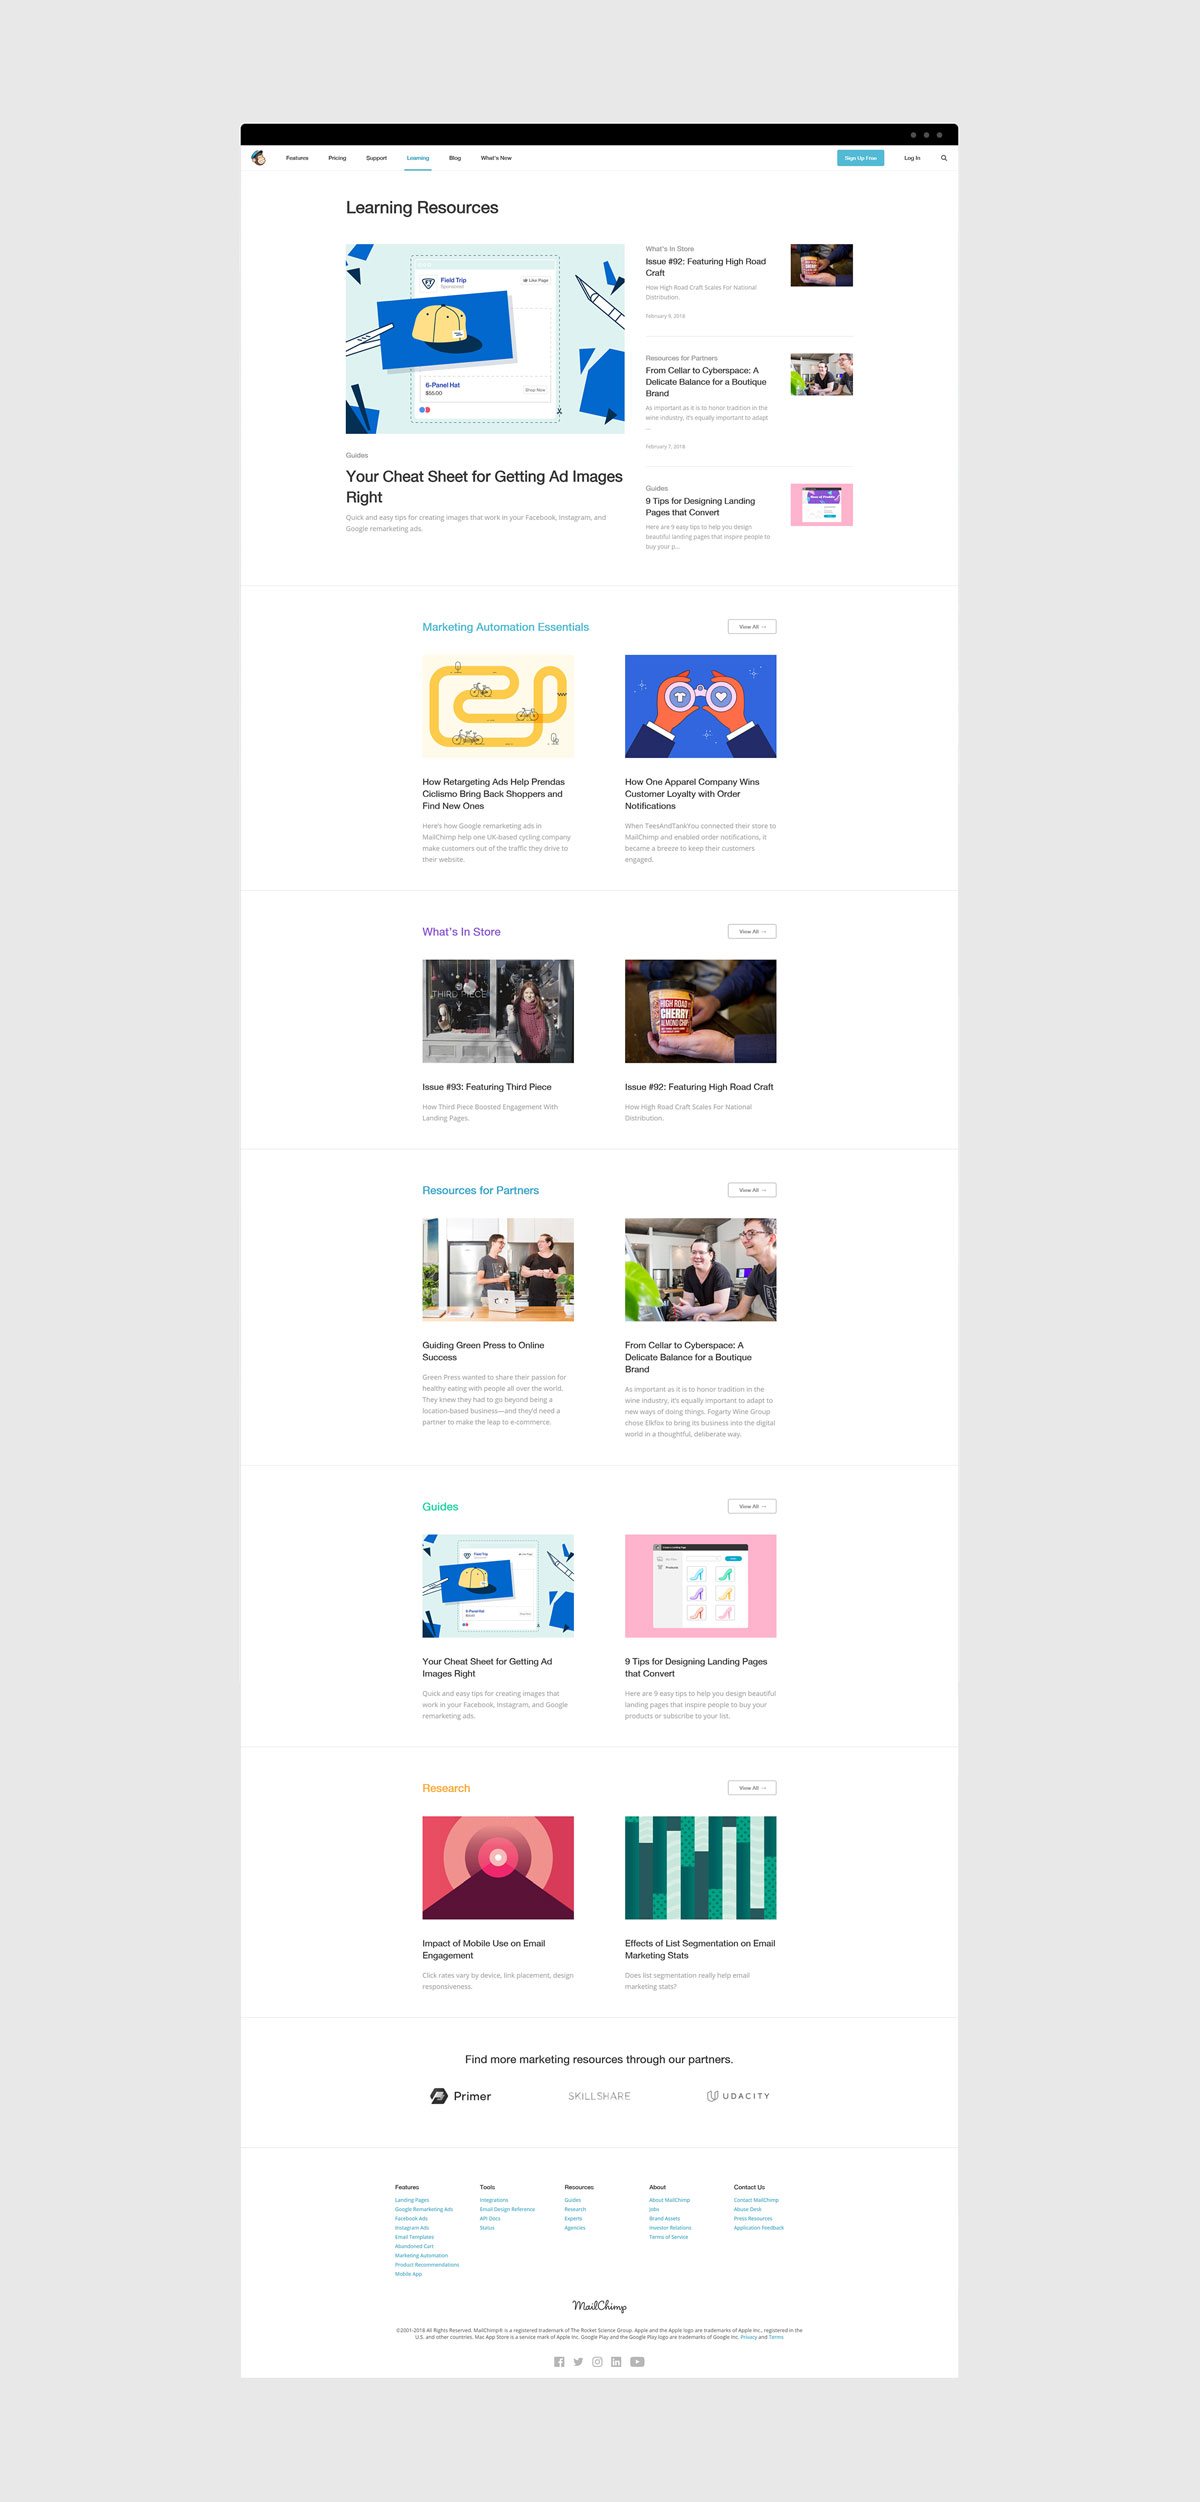 Features
Pricing
Support
Learning
Blog
What's New
Sign Up Free
Log In
Learning Resources
Field Trip
Sponsored
Like Page
6-Panel Hat
$55.00
Shop Now
Guides
Your Cheat Sheet for Getting Ad Images
Right
Quick and easy tips for creating images that work in your Facebook, Instagram, and
Google remarketing ads.
What's In Store
Issue #92: Featuring High Road
Craft
How High Road Craft Scales For National
Distribution.
February 9, 2018
Resources for Partners
From Cellar to Cyberspace: A
Delicate Balance for a Boutique
Brand
As important as it is to honor tradition in the
wine industry, it's equally important to adapt
...
February 7, 2018
Guides
9 Tips for Designing Landing
Pages that Convert
Here are 9 easy tips to help you design
beautiful landing pages that inspire people to
buy your p...
Marketing Automation Essentials
View All →
How Retargeting Ads Help Prendas
Ciclismo Bring Back Shoppers and
Find New Ones
Here's how Google remarketing ads in
MailChimp help one UK-based cycling company
make customers out of the traffic they drive to
their website.
How One Apparel Company Wins
Customer Loyalty with Order
Notifications
When TeesAndTankYou connected their store to
MailChimp and enabled order notifications, it
became a breeze to keep their customers
engaged.
What's In Store
View All →
THIRD PIECE
HIGH ROAD
CHERRY
ALMOND CHIP
Issue #93: Featuring Third Piece
How Third Piece Boosted Engagement With
Landing Pages.
Issue #92: Featuring High Road Craft
How High Road Craft Scales For National
Distribution.
Resources for Partners
View All →
Guiding Green Press to Online
Success
Green Press wanted to share their passion for
healthy eating with people all over the world.
They knew they had to go beyond being a
location-based business—and they'd need a
partner to make the leap to e-commerce.
From Cellar to Cyberspace: A
Delicate Balance for a Boutique
Brand
As important as it is to honor tradition in the
wine industry, it's equally important to adapt to
new ways of doing things. Fogarty Wine Group
chose Elkfox to bring its business into the digital
world in a thoughtful, deliberate way.
Guides
View All →
Field Trip
6-Panel Hat
$55.00
Products
Your Cheat Sheet for Getting Ad
Images Right
Quick and easy tips for creating images that
work in your Facebook, Instagram, and Google
remarketing ads.
9 Tips for Designing Landing Pages
that Convert
Here are 9 easy tips to help you design beautiful
landing pages that inspire people to buy your
products or subscribe to your list.
Research
View All →
Impact of Mobile Use on Email
Engagement
Click rates vary by device, link placement, design
responsiveness.
Effects of List Segmentation on Email
Marketing Stats
Does list segmentation really help email
marketing stats?
Find more marketing resources through our partners.
Primer
SKILLSHARE
UDACITY
Features
Landing Pages
Google Remarketing Ads
Facebook Ads
Instagram Ads
Email Templates
Abandoned Cart
Marketing Automation
Product Recommendations
Mobile App
Tools
Integrations
Email Design Reference
API Docs
Status
Resources
Guides
Research
Experts
Agencies
About
About MailChimp
Jobs
Brand Assets
Investor Relations
Terms of Service
Contact Us
Contact MailChimp
Abuse Desk
Press Resources
Application Feedback
MailChimp
©2001-2018 All Rights Reserved. MailChimp® is a registered trademark of The Rocket Science Group. Apple and the Apple logo are trademarks of Apple Inc., registered in the
U.S. and other countries. Mac App Store is a service mark of Apple Inc. Google Play and the Google Play logo are trademarks of Google Inc. Privacy and Terms